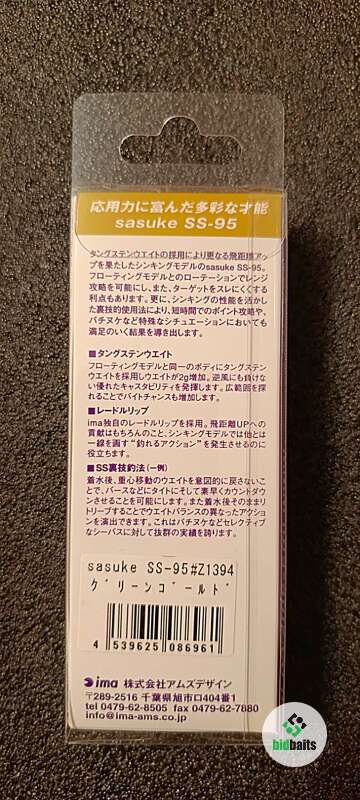 応用力に富んだ多彩な才能
sasuke SS-95
タングステンウエイトの採用により更なる飛距離アッ
プを果たしたシンキングモデルのsasuke SS-95。
フローティングモデルとのローテーションでレンジ
攻略を可能にし、また、ターゲットをスレにくくする
利点もあります。更に、シンキングの性能を活かし
た裏技的使用法により、短時間でのポイント攻略や、
バチヌケなど特殊なシチュエーションにおいても
満足のいく結果を導き出します。
■タングステンウエイト
フローティングモデルと同一のボディにタングステ
ンウエイトを採用しウエイトが2g増加。逆風にも負けな
い優れたキャスタビリティを発揮します。広範囲を探
れることでバイトチャンスも増加します。
■レードルリップ
ima独自のレードルリップを採用。飛距離UPへの
貢献はもちろんのこと、シンキングモデルでは他とは
一線を画す“釣れるアクション”を発生させるのに
役立っています。
■SS裏技釣法（一例）
着水後、重心移動のウエイトを意図的に戻さないこ
とで、バースなどにタイトにそして素早くカウントダウ
ンさせることを可能にします。また着水後そのままリ
トリーブすることでウエイトバランスの異なったアクション
を演出できます。これはバチヌケなどセレクティブ
なシーバスに対して抜群の実績を誇ります。
sasuke SS-95#Z1394
ｸﾞﾘｰﾝｺﾞｰﾙﾄﾞ
4 539625 086961
ima 株式会社アムズデザイン
〒289-2516 千葉県旭市ロ404番1
tel 0479-62-8505 fax 0479-62-7880
info@ima-ams.co.jp
bidbaits